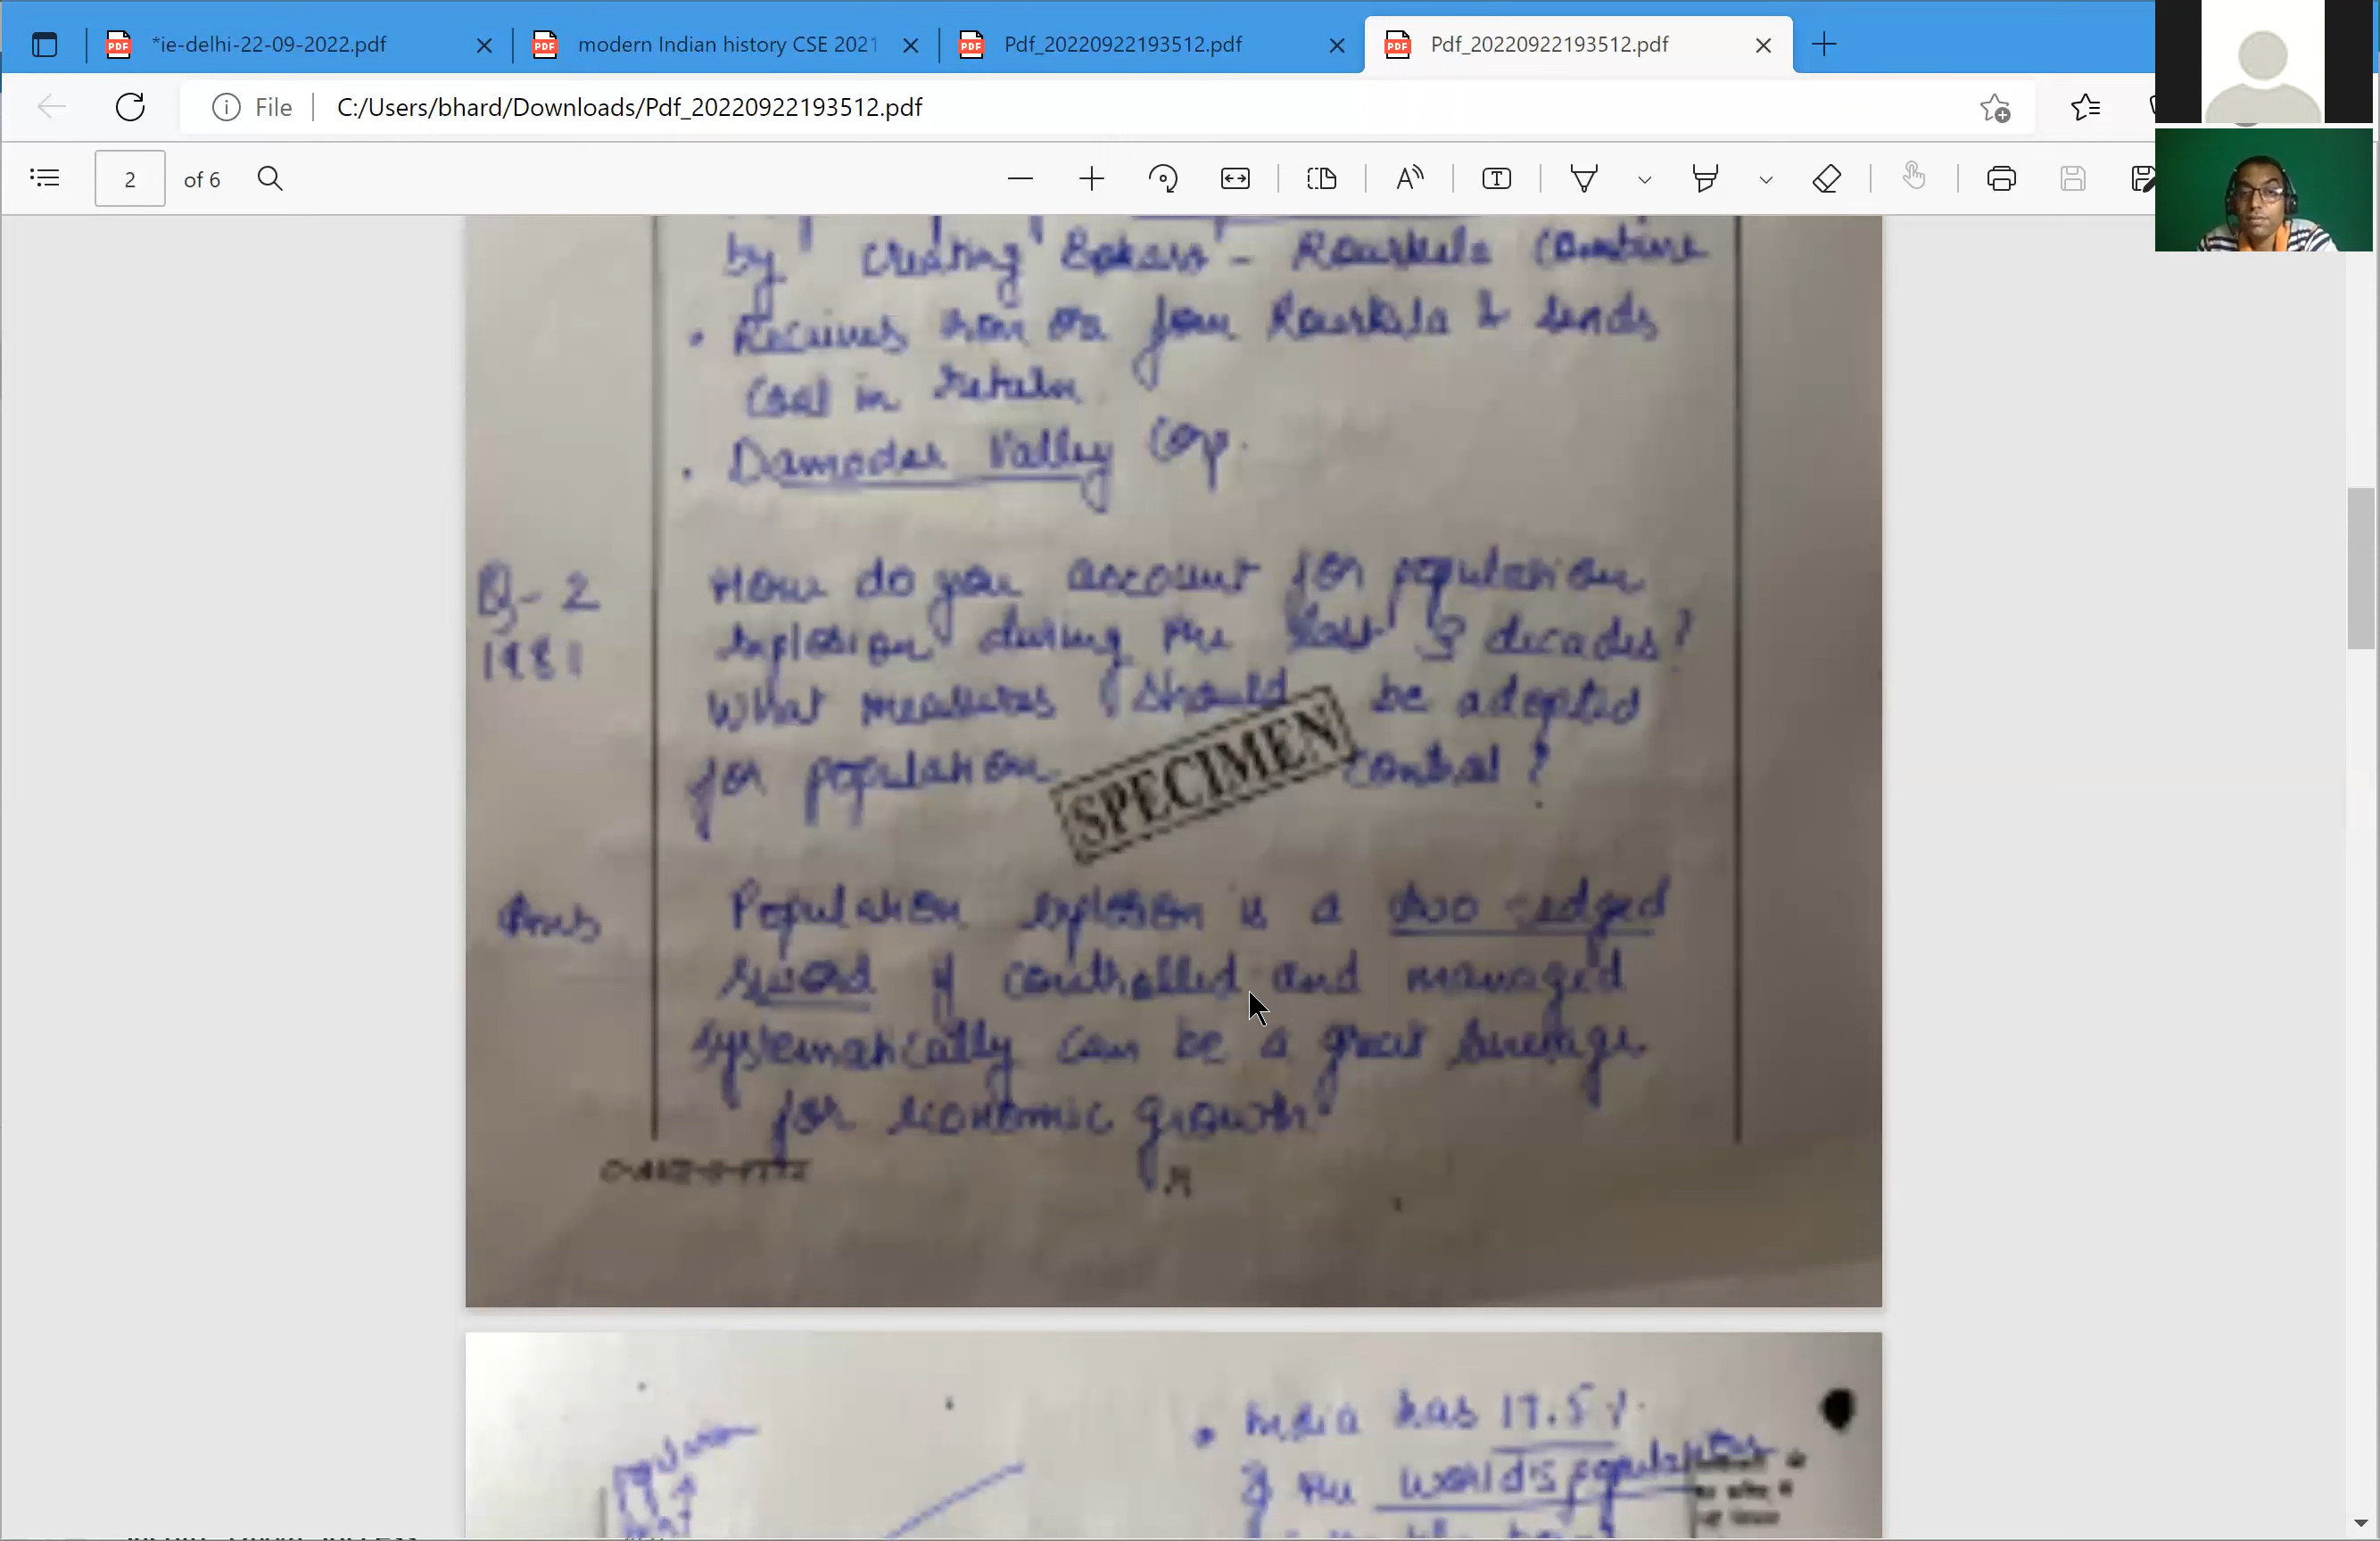 *ie-delhi-22-09-2022.pdf
modern Indian history CSE 2021
Pdf_20220922193512.pdf
Pdf_20220922193512.pdf
File
C:/Users/bhard/Downloads/Pdf_20220922193512.pdf
2 of 6
by creating Bokaro - Rourkela Combine
• Receives iron ore from Rourkela & sends
Coal in return
• Damodar Valley Corp.
Q-2 How do you account for population
1981 explosion during the last 3 decades?
What measures should be adopted
for population control?
SPECIMEN
Ans Population explosion is a two edged
sword if controlled and managed
systematically can be a great
for economic growth
• India has 17.5%
of the world's population
population